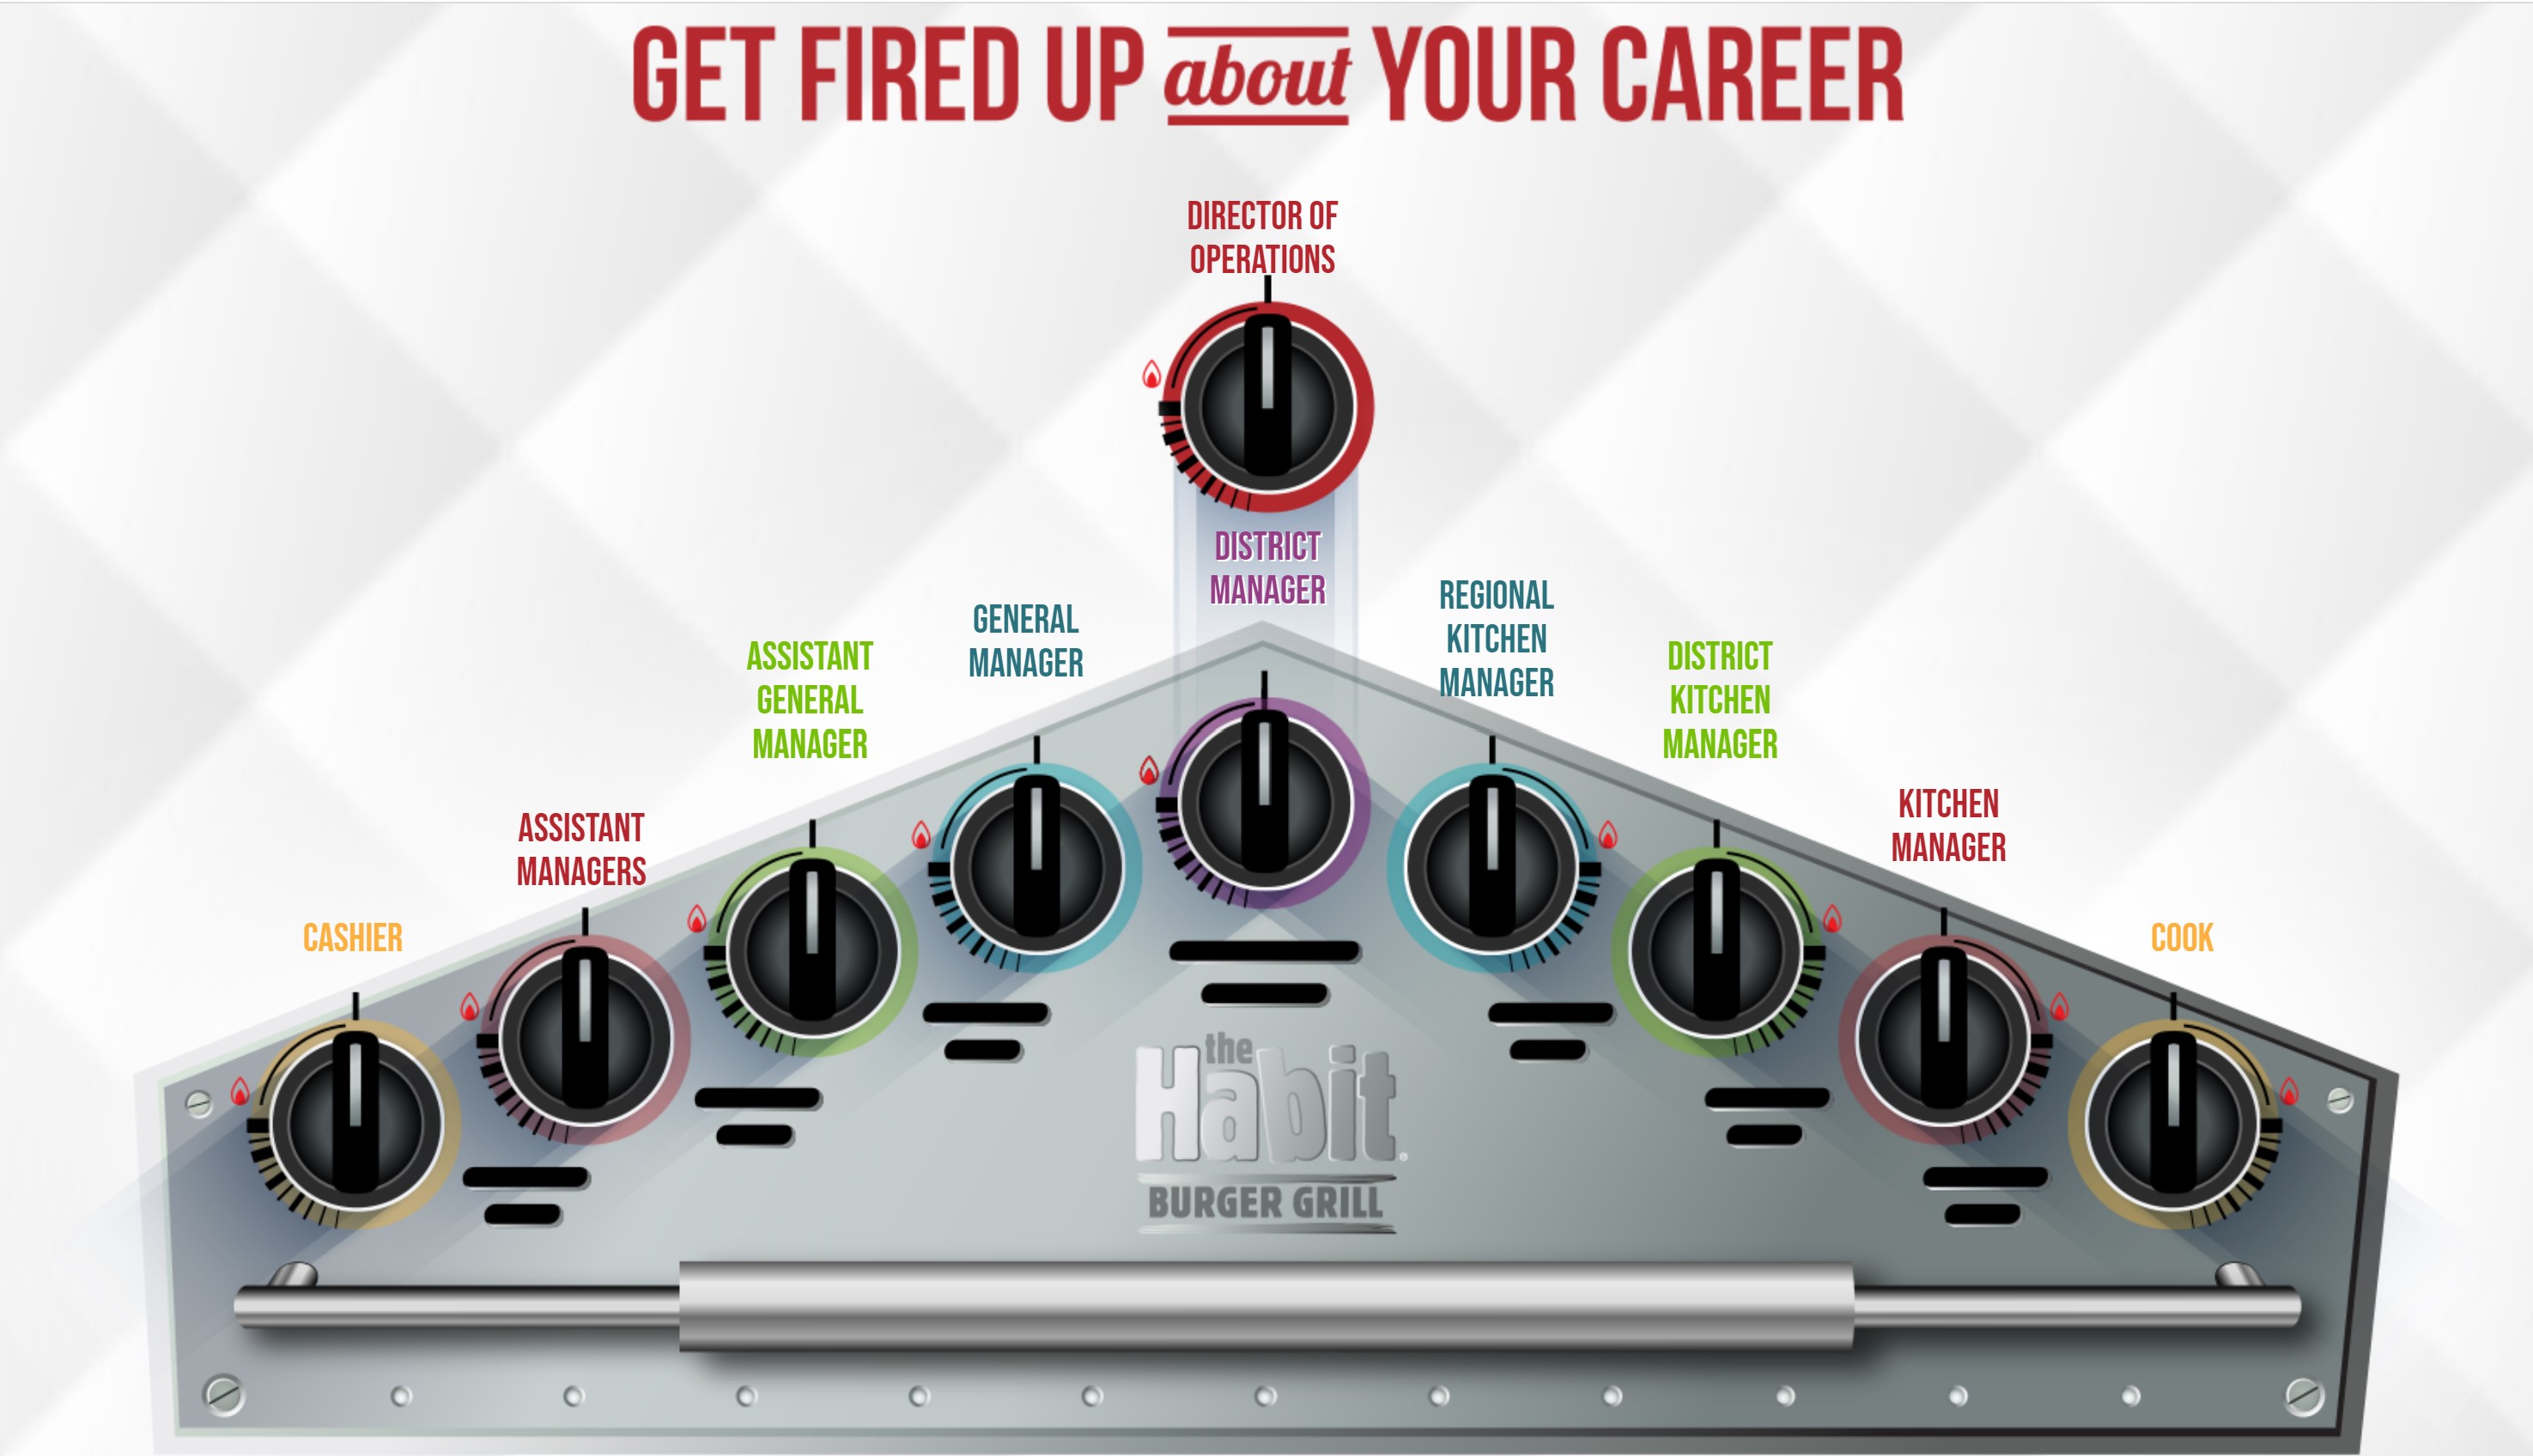 GET FIRED UP about YOUR CAREER
DIRECTOR OF
OPERATIONS
DISTRICT
MANAGER
GENERAL
MANAGER
REGIONAL
KITCHEN
MANAGER
ASSISTANT
GENERAL
MANAGER
DISTRICT
KITCHEN
MANAGER
ASSISTANT
MANAGERS
KITCHEN
MANAGER
CASHIER
COOK
the
Habit®
BURGER GRILL